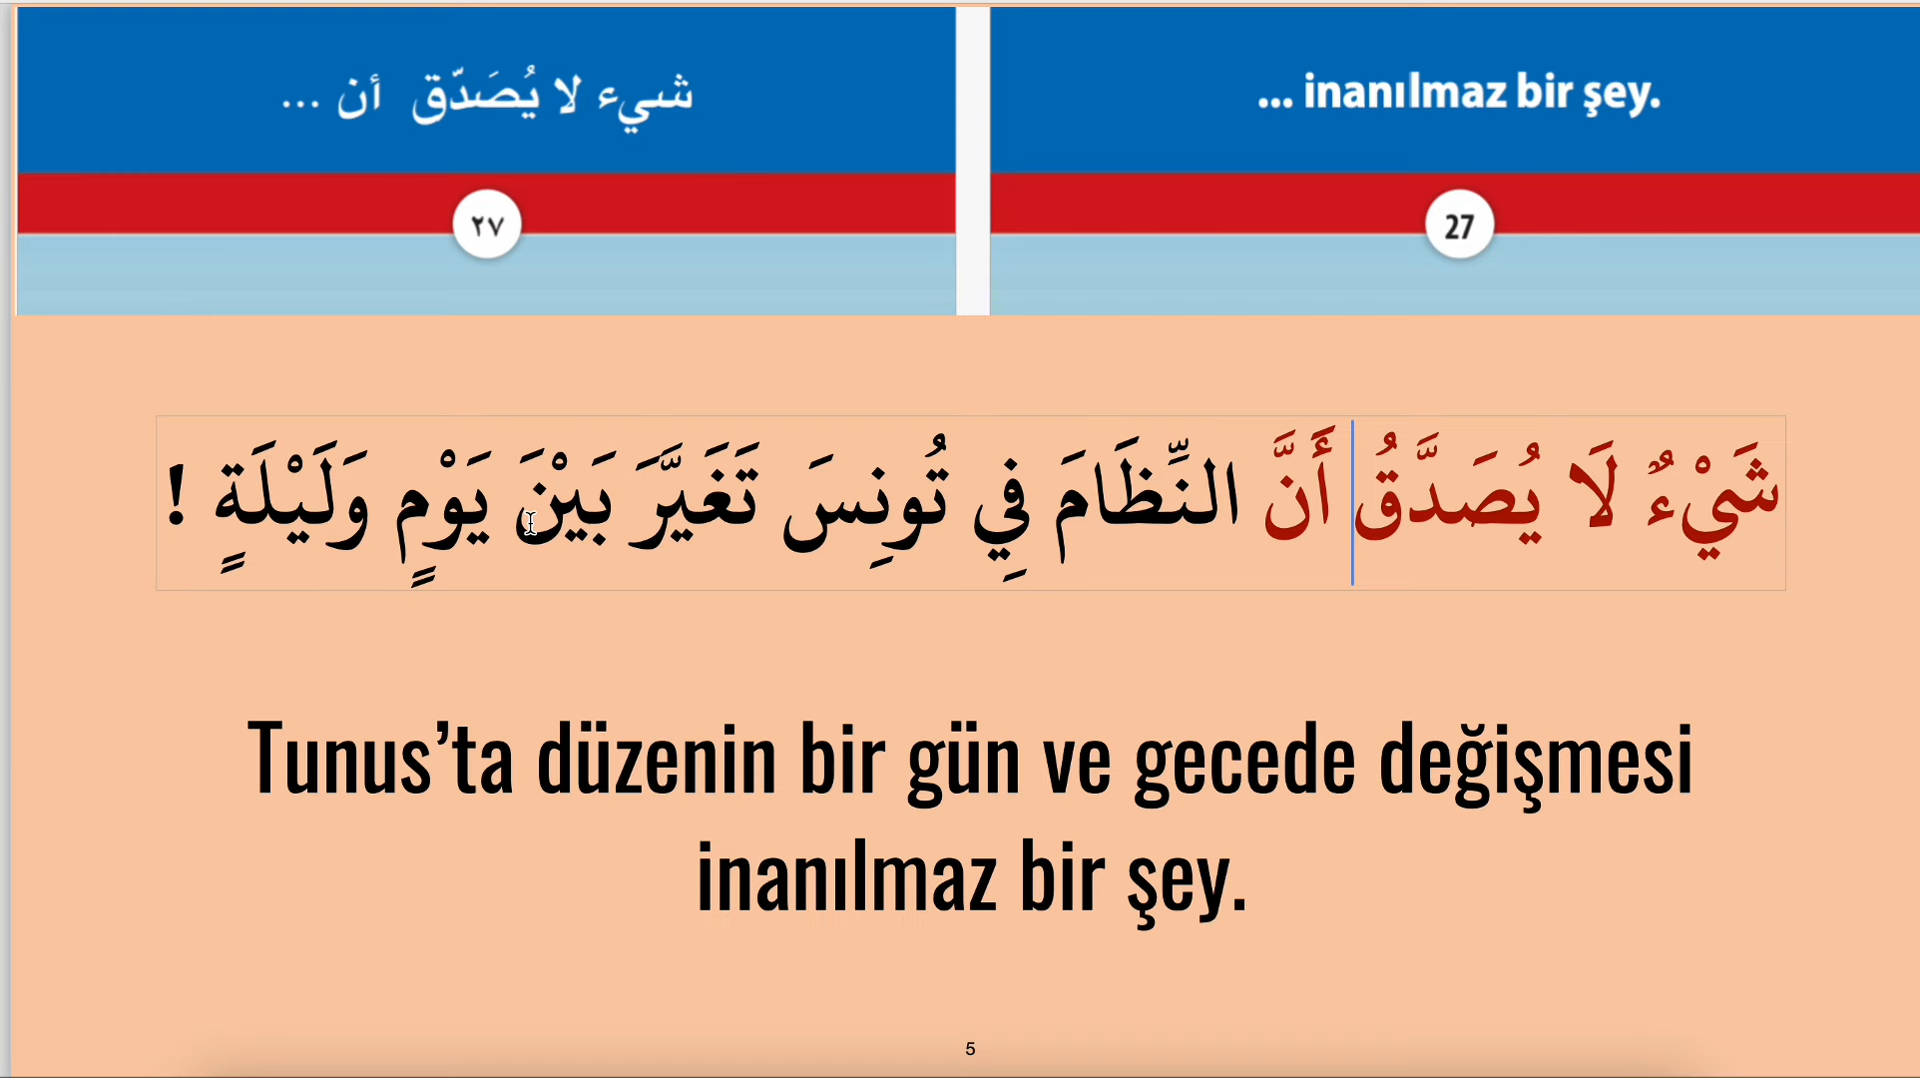 شيء لا يُصَدّق أن ...
... inanılmaz bir şey.
٢٧
27
شَيْءٌ لَا يُصَدَّقُ أَنَّ النِّظَامَ فِي تُونِسَ تَغَيَّرَ بَيْنَ يَوْمٍ وَلَيْلَةٍ !
Tunus’ta düzenin bir gün ve gecede değişmesi
inanılmaz bir şey.
5